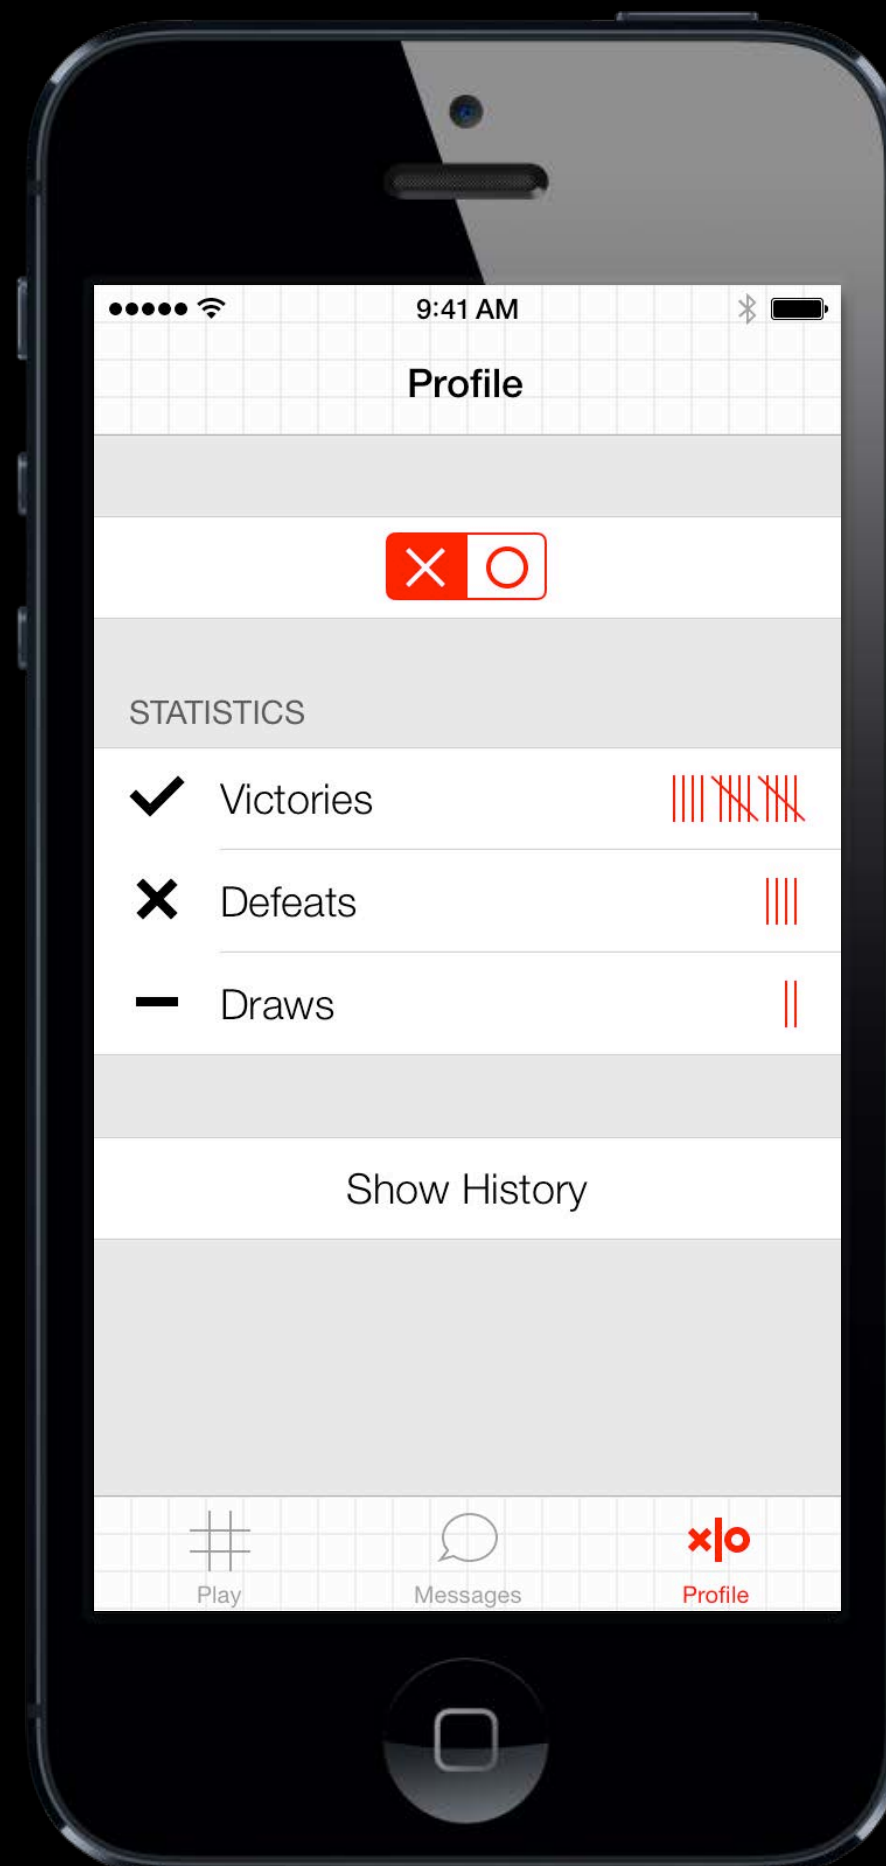 9:41 AM
Profile
STATISTICS
Victories
Defeats
Draws
Show History
Play Messages Profile